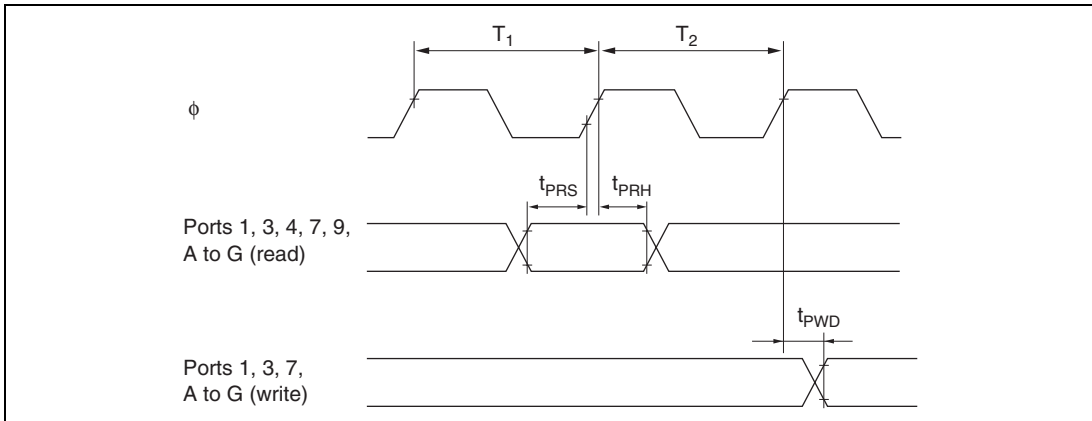 T1 T2
ϕ
tPRS tPRH
Ports 1, 3, 4, 7, 9,
A to G (read)
tPWD
Ports 1, 3, 7,
A to G (write)